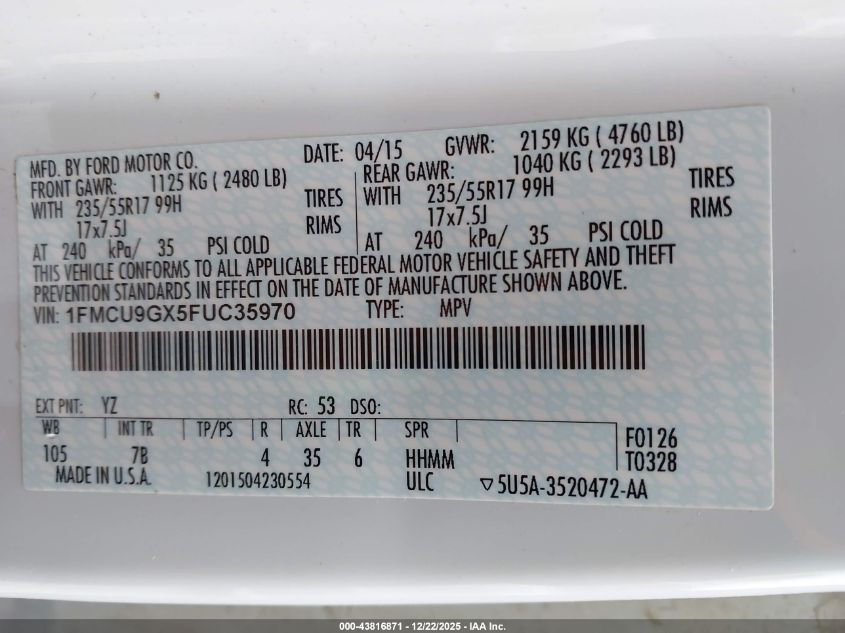 MFD. BY FORD MOTOR CO. DATE: 04/15 GVWR: 2159 KG ( 4760 LB)
FRONT GAWR: 1125 KG ( 2480 LB) REAR GAWR: 1040 KG ( 2293 LB)
WITH 235/55R17 99H TIRES WITH 235/55R17 99H TIRES
17x7.5J RIMS 17x7.5J RIMS
AT 240 kPa/ 35 PSI COLD AT 240 kPa/ 35 PSI COLD
THIS VEHICLE CONFORMS TO ALL APPLICABLE FEDERAL MOTOR VEHICLE SAFETY AND THEFT
PREVENTION STANDARDS IN EFFECT ON THE DATE OF MANUFACTURE SHOWN ABOVE.
VIN: 1FMCU9GX5FUC35970 TYPE: MPV
EXT PNT: YZ RC: 53 DSO:
WB INT TR TP/PS R AXLE TR SPR F0126
105 7B 4 35 6 HHMM T0328
MADE IN U.S.A. 1201504230554 ULC ▽5U5A-3520472-AA
000-43816871 - 12/22/2025 - IAA Inc.